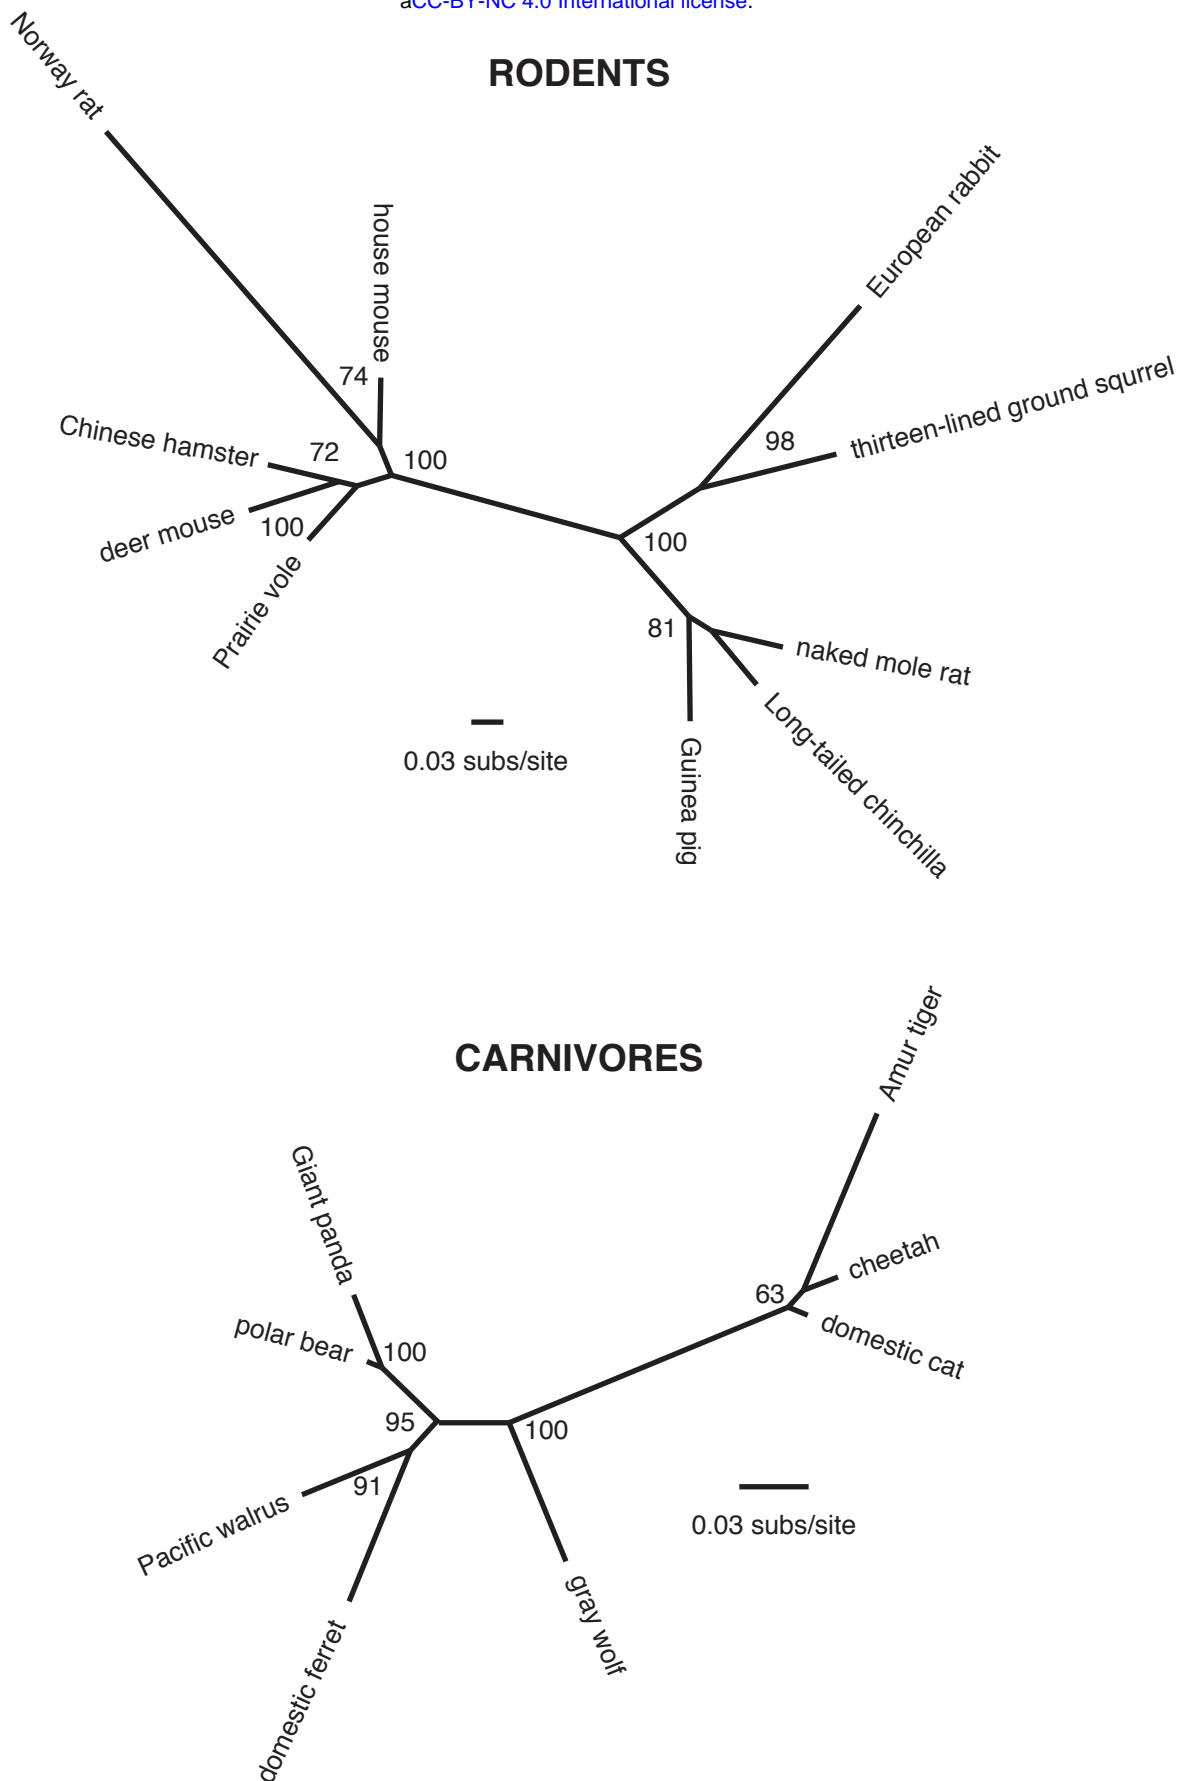 aCC-BY-NC 4.0 International license.
RODENTS
Norway rat
house mouse
European rabbit
74
thirteen-lined ground squrrel
Chinese hamster
72
100
98
deer mouse
100
100
Prairie vole
81
naked mole rat
Long-tailed chinchilla
0.03 subs/site
Guinea pig
CARNIVORES
Amur tiger
Giant panda
cheetah
63
polar bear
100
domestic cat
95
100
91
Pacific walrus
0.03 subs/site
gray wolf
domestic ferret